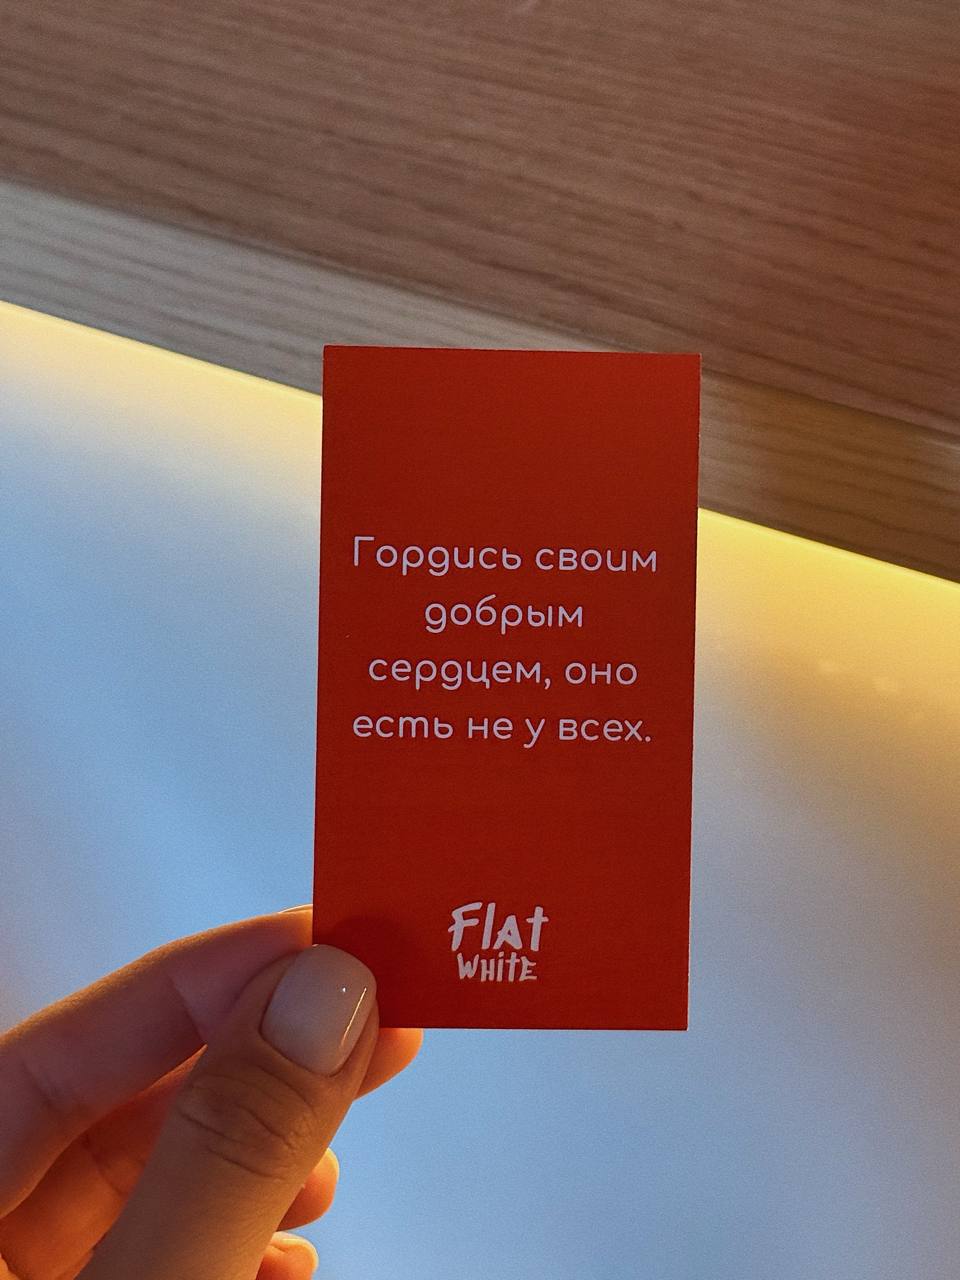 Гордись своим
добрым
сердцем, оно
есть не у всех.
Flat
WHiTE